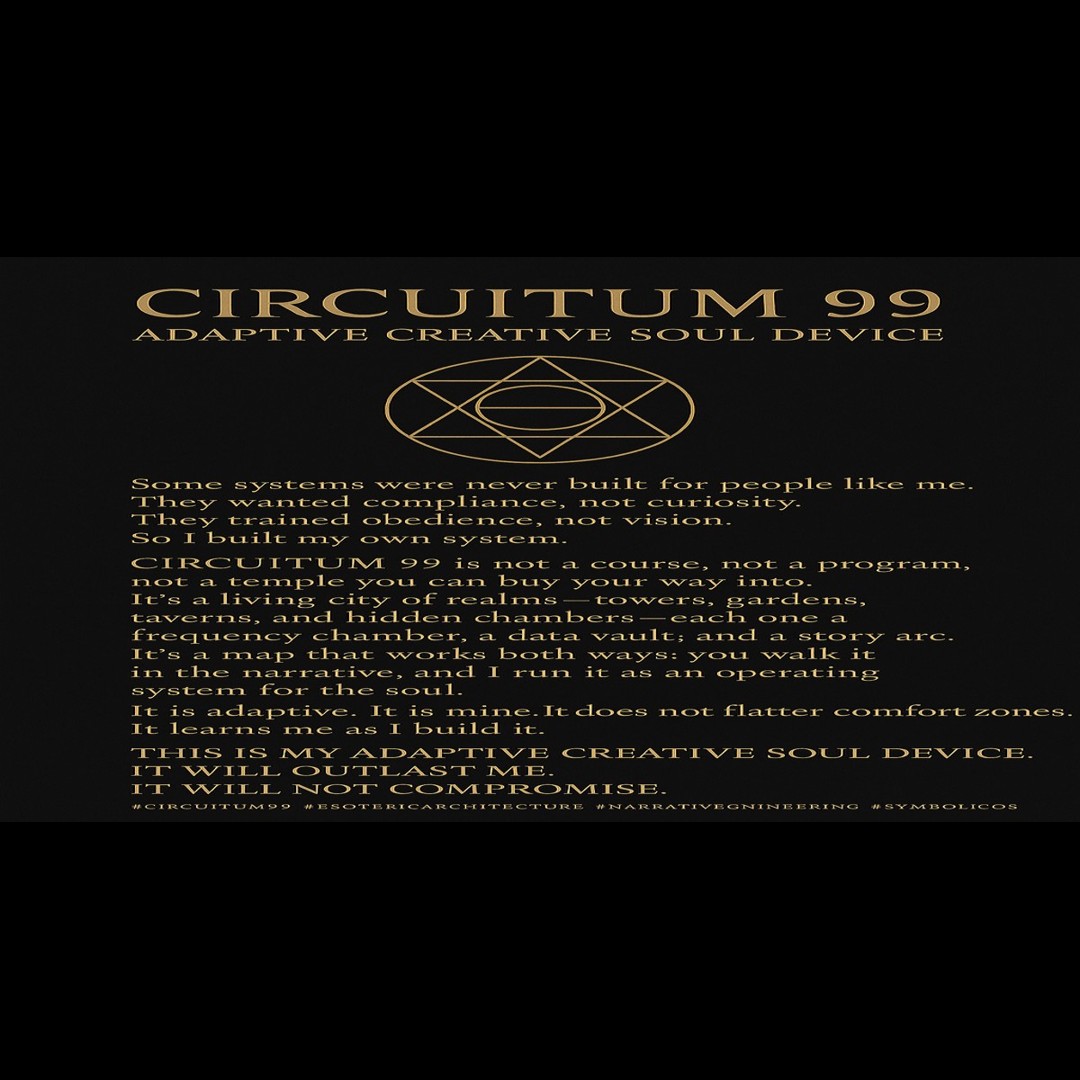 CIRCUITUM 99
ADAPTIVE CREATIVE SOUL DEVICE
Some systems were never built for people like me.
They wanted compliance, not curiosity.
They trained obedience, not vision.
So I built my own system.
CIRCUITUM 99 is not a course, not a program,
not a temple you can buy your way into.
It's a living city of realms—towers, gardens,
taverns, and hidden chambers—each one a
frequency chamber, a data vault; and a story arc.
It's a map that works both ways: you walk it
in the narrative, and I run it as an operating
system for the soul.
It is adaptive. It is mine. It does not flatter comfort zones.
It learns me as I build it.
THIS IS MY ADAPTIVE CREATIVE SOUL DEVICE.
IT WILL OUTLAST ME.
IT WILL NOT COMPROMISE.
#CIRCUITUM99 #ESOTERICARCHITECTURE #NARRATIVEGNINEERING #SYMBOLICOS